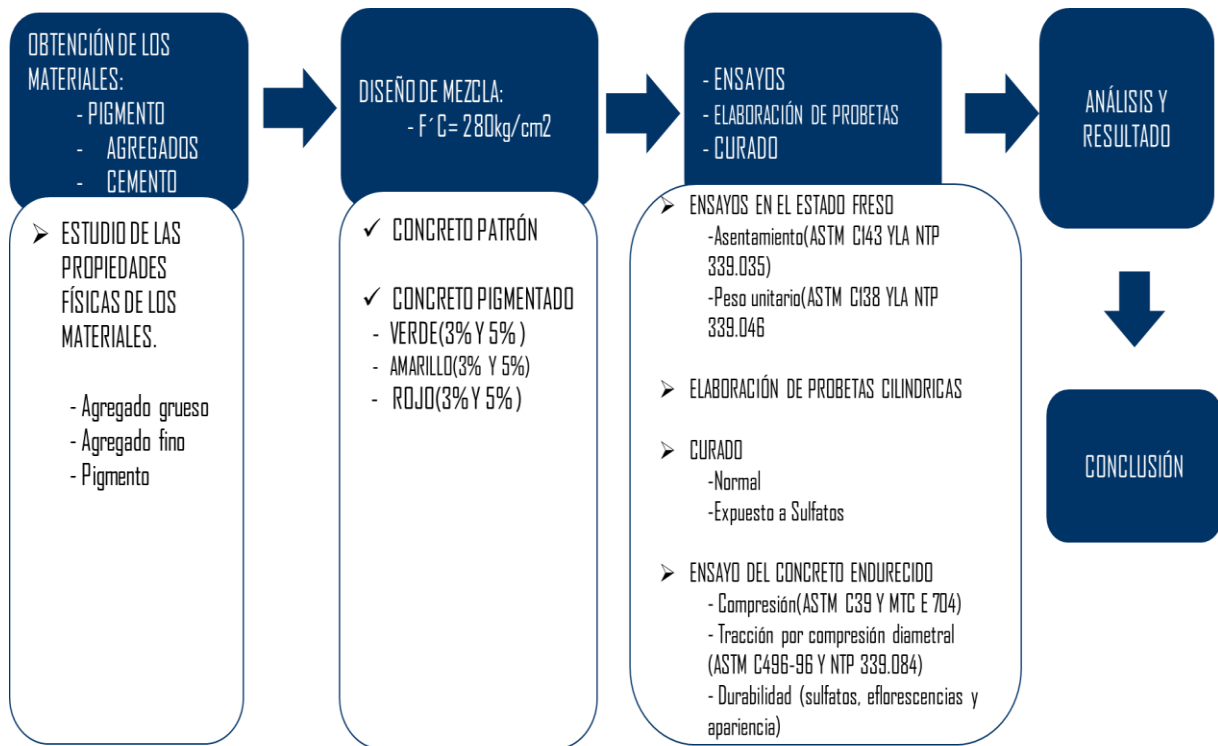 OBTENCIÓN DE LOS
MATERIALES:
- PIGMENTO
- AGREGADOS
- CEMENTO
➢ ESTUDIO DE LAS
PROPIEDADES
FÍSICAS DE LOS
MATERIALES.
- Agregado grueso
- Agregado fino
- Pigmento
DISEÑO DE MEZCLA:
- F´C= 280kg/cm2
✓ CONCRETO PATRÓN
✓ CONCRETO PIGMENTADO
- VERDE(3% Y 5% )
- AMARILLO(3% Y 5%)
- ROJO(3% Y 5% )
- ENSAYOS
- ELABORACIÓN DE PROBETAS
- CURADO
➢ ENSAYOS EN EL ESTADO FRESO
-Asentamiento(ASTM C143 YLA NTP
339.035)
-Peso unitario(ASTM C138 YLA NTP
339.046
➢ ELABORACIÓN DE PROBETAS CILINDRICAS
➢ CURADO
-Normal
-Expuesto a Sulfatos
➢ ENSAYO DEL CONCRETO ENDURECIDO
- Compresión(ASTM C39 Y MTC E 704)
- Tracción por compresión diametral
(ASTM C496-96 Y NTP 339.084)
- Durabilidad (sulfatos, eflorescencias y
apariencia)
ANÁLISIS Y
RESULTADO
CONCLUSIÓN